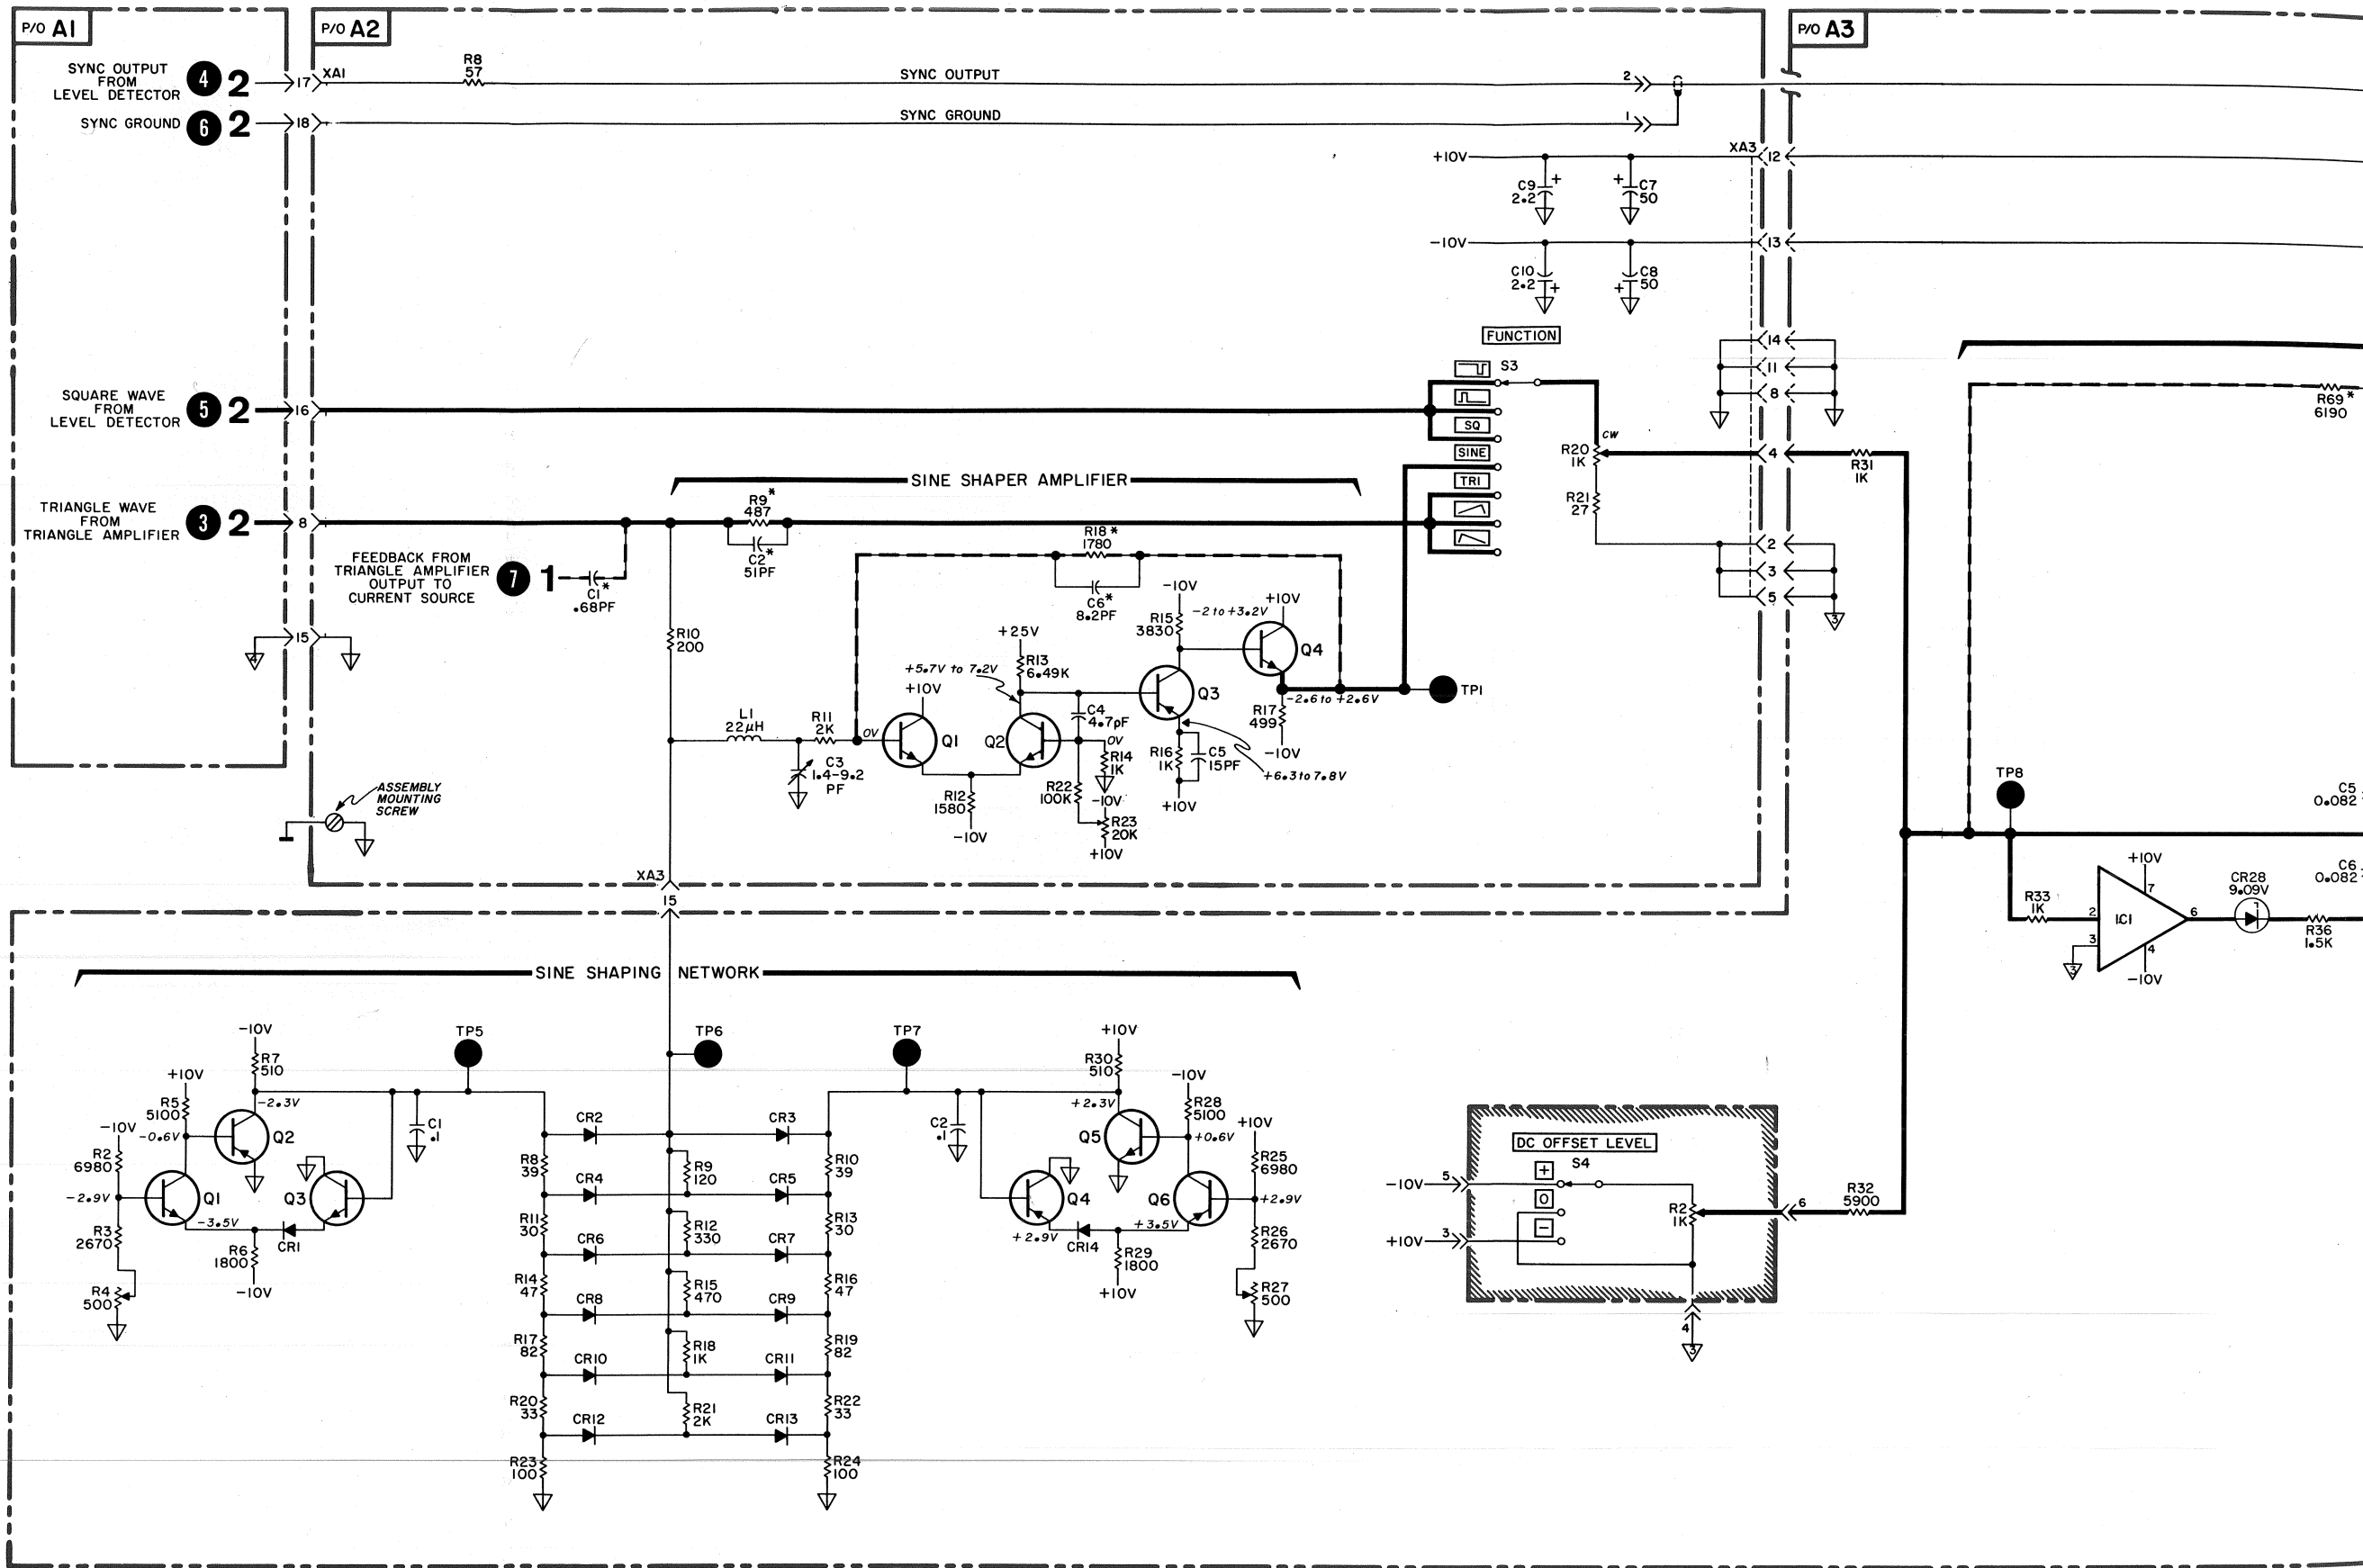 P/O A1
P/O A2
P/O A3
SYNC OUTPUT
FROM
LEVEL DETECTOR
4 2
17
XA1
R8
57
SYNC OUTPUT
2
SYNC GROUND
6 2
18
SYNC GROUND
1
+10V
XA3
12
C9
2.2
+
+
C7
50
-10V
13
C10
2.2
+
+
C8
50
FUNCTION
S3
14
11
8
SQUARE WAVE
FROM
LEVEL DETECTOR
5 2
16
SQ
SINE
TRI
CW
R20
1K
4
R31
1K
R21
27
2
3
5
3
R69*
6190
SINE SHAPER AMPLIFIER
TRIANGLE WAVE
FROM
TRIANGLE AMPLIFIER
3 2
8
R9*
487
C2*
51PF
FEEDBACK FROM
TRIANGLE AMPLIFIER
OUTPUT TO
CURRENT SOURCE
7 1
C1*
.68PF
R18*
1780
C6*
8.2PF
4
15
R10
200
L1
22µH
R11
2K
C3
1.4-9.2
PF
0V
+10V
Q1
+5.7V to 7.2V
+25V
R13
6.49K
Q2
R12
1580
-10V
C4
4.7pF
0V
R14
1K
R22
100K
-10V
R23
20K
+10V
-10V
R15
3830
Q3
R16
1K
C5
15PF
+10V
+6.3 to 7.8V
-2 to +3.2V
+10V
Q4
-2.6 to +2.6V
R17
499
-10V
TP1
ASSEMBLY
MOUNTING
SCREW
XA3
15
TP8
C5
0.082
C6
0.082
R33
1K
2
3
3
IC1
+10V
7
6
4
-10V
CR28
9.09V
R36
1.5K
SINE SHAPING NETWORK
-10V
R7
510
TP5
+10V
R5
5100
-2.3V
-10V
-0.6V
Q2
R2
6980
-2.9V
Q1
Q3
C1
.1
R3
2670
-3.5V
R6
1800
CR1
-10V
R4
500
TP6
TP7
CR2
CR3
R8
39
R9
120
R10
39
CR4
CR5
R11
30
R12
330
R13
30
CR6
CR7
R14
47
R15
470
R16
47
CR8
CR9
R17
82
R18
1K
R19
82
CR10
CR11
R20
33
R21
2K
R22
33
CR12
CR13
R23
100
R24
100
C2
.1
+10V
R30
510
+2.3V
Q5
-10V
R28
5100
+0.6V
+10V
R25
6980
Q4
Q6
+2.9V
+2.9V
CR14
+3.5V
R29
1800
+10V
R26
2670
R27
500
DC OFFSET LEVEL
S4
+
0
-
-10V
5
+10V
3
R2
1K
6
R32
5900
4
3